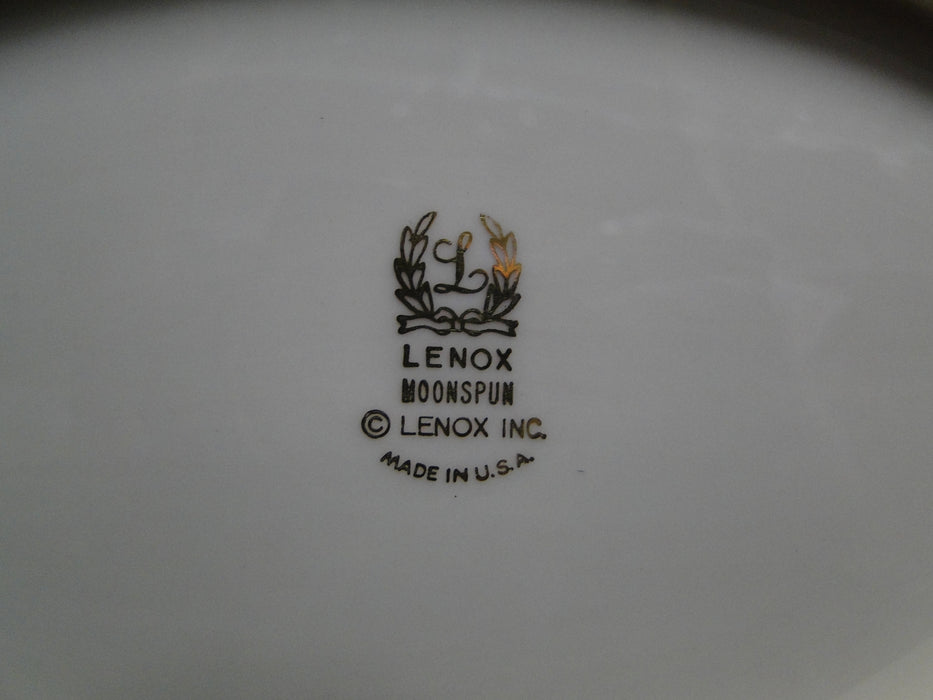 L
LENOX
MOONSPUN
© LENOX INC.
MADE IN U.S.A.